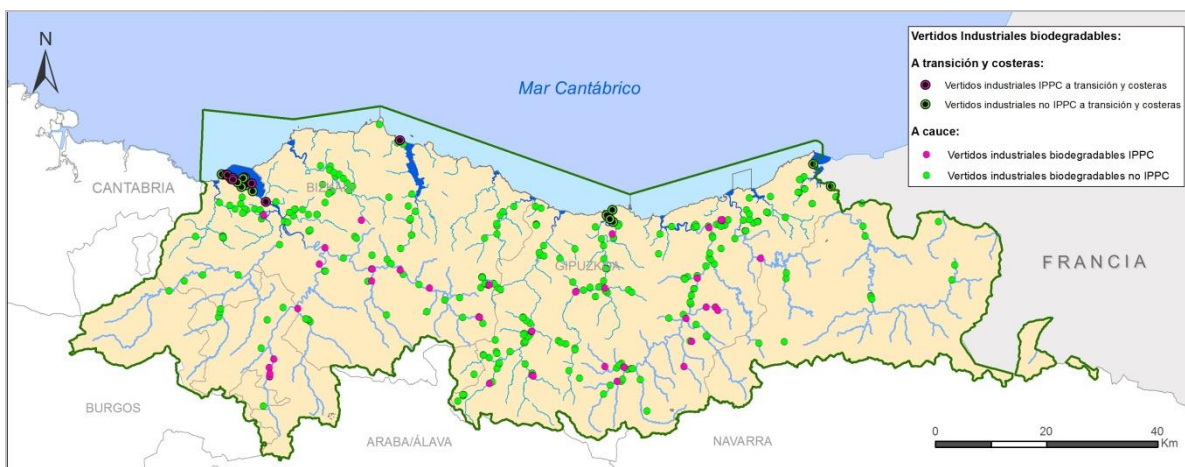 N
Mar Cantábrico
Vertidos Industriales biodegradables:
A transición y costeras:
Vertidos industriales IPPC a transición y costeras
Vertidos industriales no IPPC a transición y costeras
A cauce:
Vertidos industriales biodegradables IPPC
Vertidos industriales biodegradables no IPPC
CANTABRIA
BIZKAIA
GIPUZKOA
FRANCIA
BURGOS
ARABA/ÁLAVA
NAVARRA
0 20 40
Km